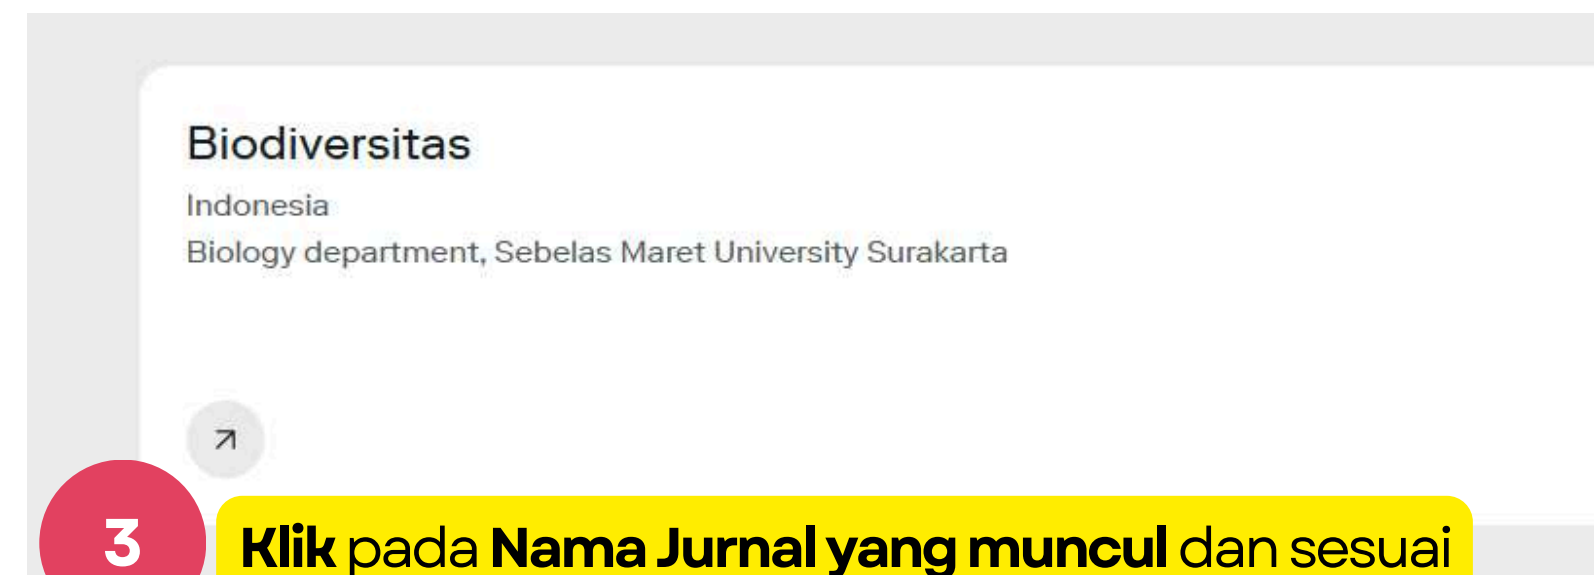 Biodiversitas
Indonesia
Biology department, Sebelas Maret University Surakarta
3
Klik pada Nama Jurnal yang muncul dan sesuai